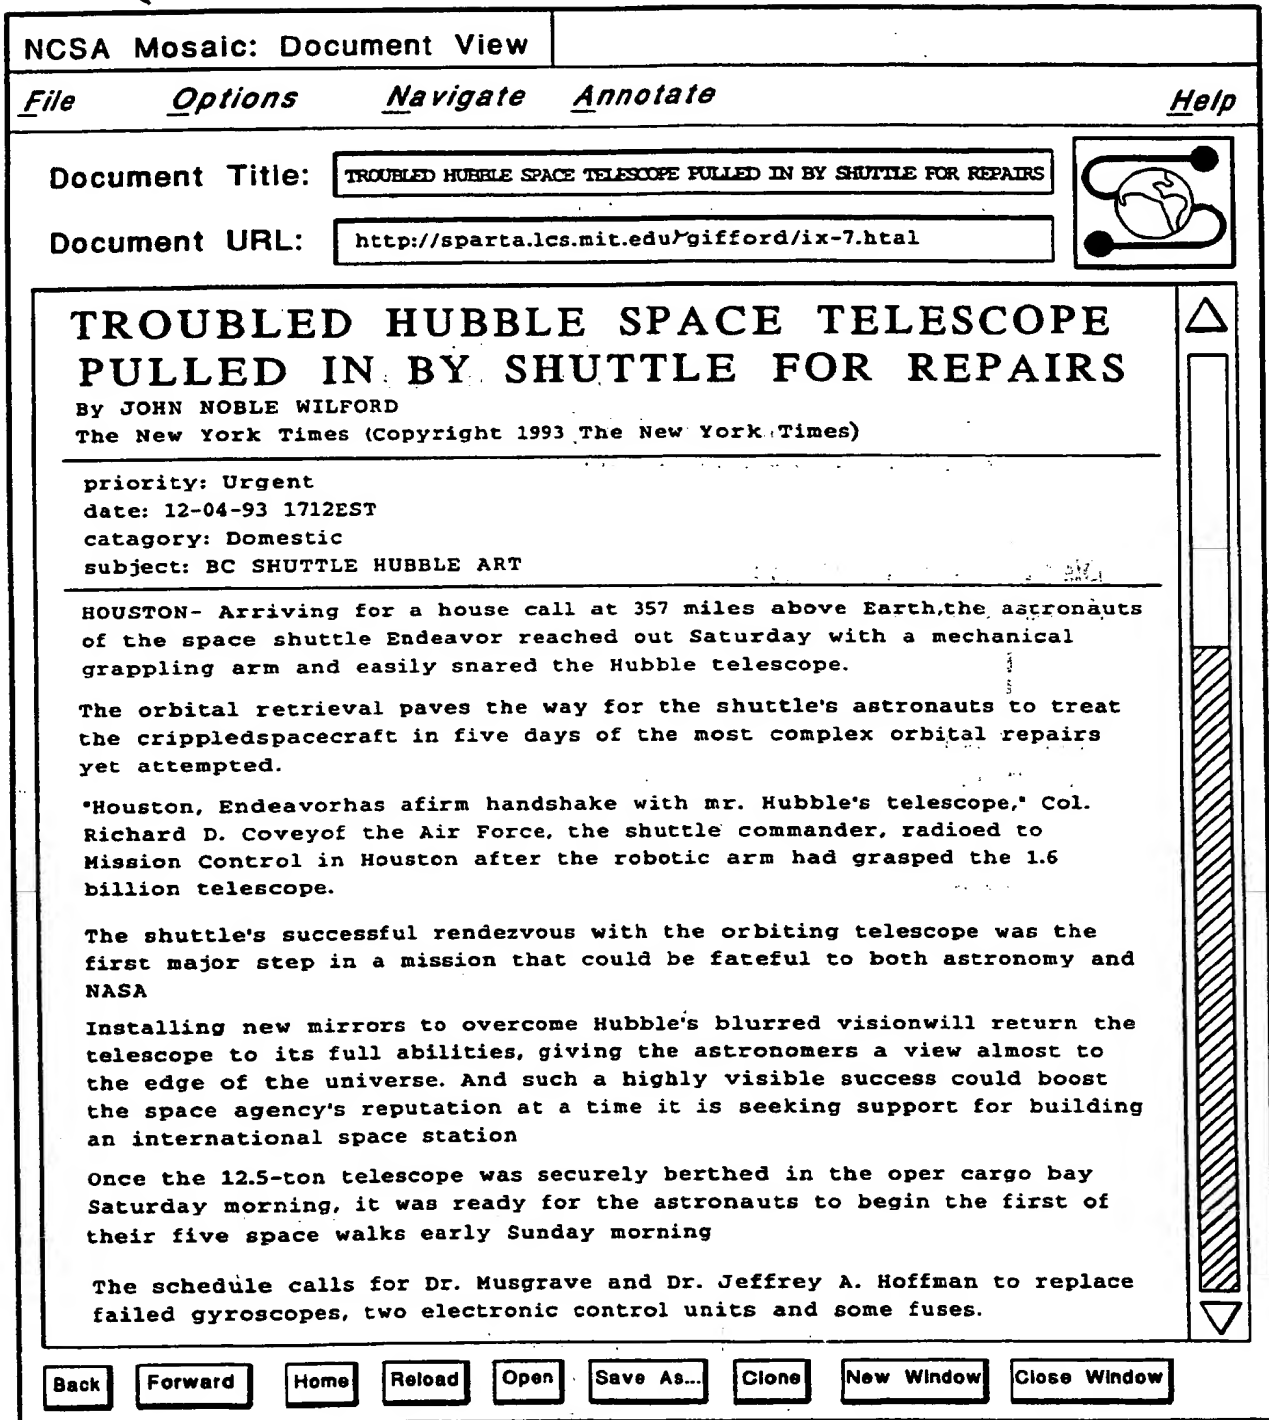 NCSA Mosaic: Document View
File Options Navigate Annotate Help
Document Title: TROUBLED HUBBLE SPACE TELESCOPE PULLED IN BY SHUTTLE FOR REPAIRS
Document URL: http://sparta.lcs.mit.edu/gifford/ix-7.htal
TROUBLED HUBBLE SPACE TELESCOPE
PULLED IN BY SHUTTLE FOR REPAIRS
By JOHN NOBLE WILFORD
The New York Times (Copyright 1993 The New York Times)
priority: Urgent
date: 12-04-93 1712EST
catagory: Domestic
subject: BC SHUTTLE HUBBLE ART
HOUSTON- Arriving for a house call at 357 miles above Earth,the astronauts
of the space shuttle Endeavor reached out Saturday with a mechanical
grappling arm and easily snared the Hubble telescope.
The orbital retrieval paves the way for the shuttle's astronauts to treat
the crippledspacecraft in five days of the most complex orbital repairs
yet attempted.
"Houston, Endeavorhas afirm handshake with mr. Hubble's telescope," Col.
Richard D. Coveyof the Air Force, the shuttle commander, radioed to
Mission Control in Houston after the robotic arm had grasped the 1.6
billion telescope.
The shuttle's successful rendezvous with the orbiting telescope was the
first major step in a mission that could be fateful to both astronomy and
NASA
Installing new mirrors to overcome Hubble's blurred visionwill return the
telescope to its full abilities, giving the astronomers a view almost to
the edge of the universe. And such a highly visible success could boost
the space agency's reputation at a time it is seeking support for building
an international space station
Once the 12.5-ton telescope was securely berthed in the oper cargo bay
Saturday morning, it was ready for the astronauts to begin the first of
their five space walks early Sunday morning
The schedule calls for Dr. Musgrave and Dr. Jeffrey A. Hoffman to replace
failed gyroscopes, two electronic control units and some fuses.
Back Forward Home Reload Open Save As... Clone New Window Close Window